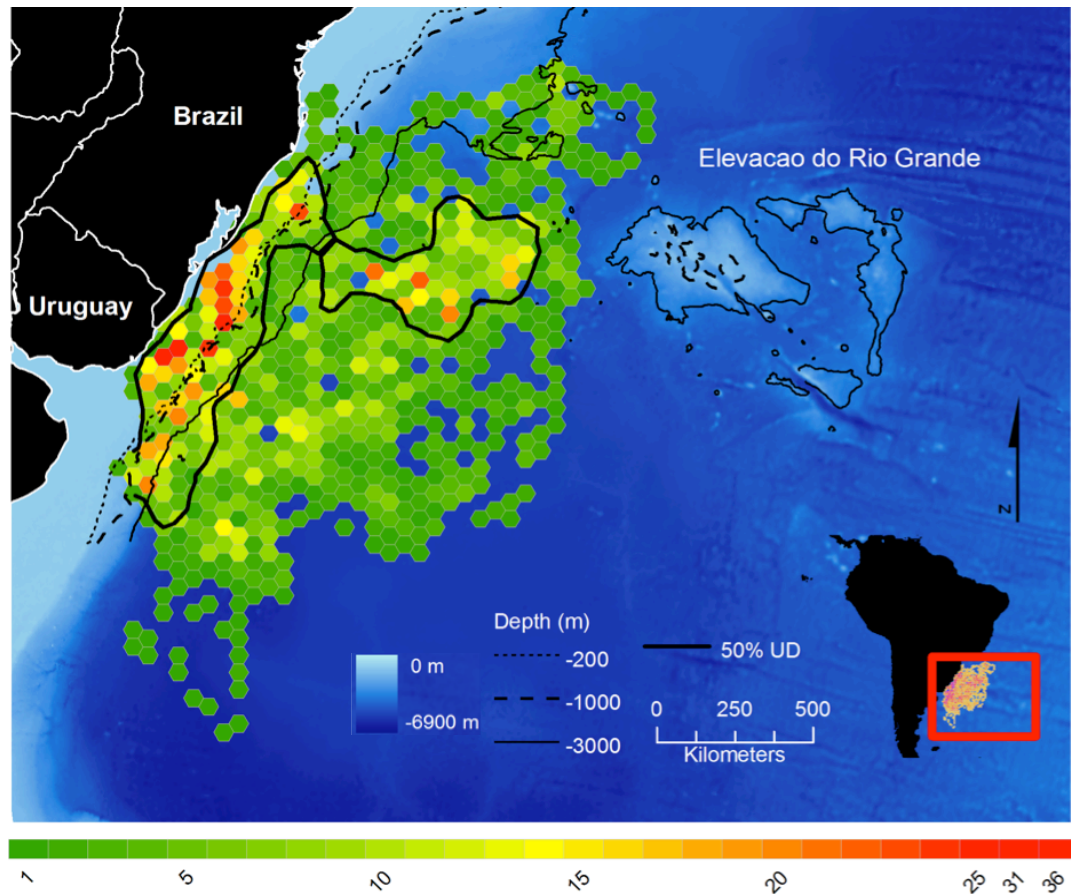 Brazil
Elevacao do Rio Grande
Uruguay
N
Depth (m)
0 m
-200
50% UD
-6900 m
-1000
0 250 500
-3000
Kilometers
1 5 10 15 20 25 31 36